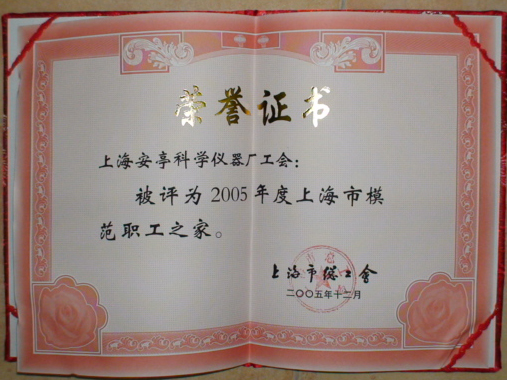 荣誉证书
上海安亭科学仪器厂工会：
被评为2005年度上海市模
范职工之家。
上海市总工会
二〇〇五年十二月